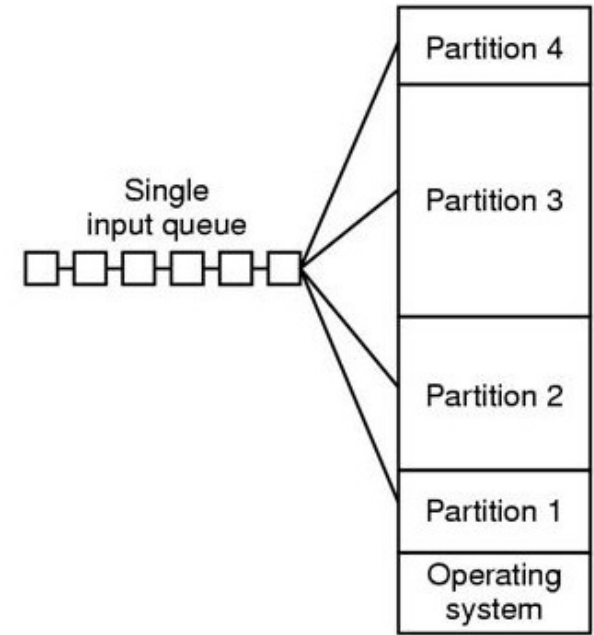 Partition 4
Single
input queue
Partition 3
Partition 2
Partition 1
Operating
system